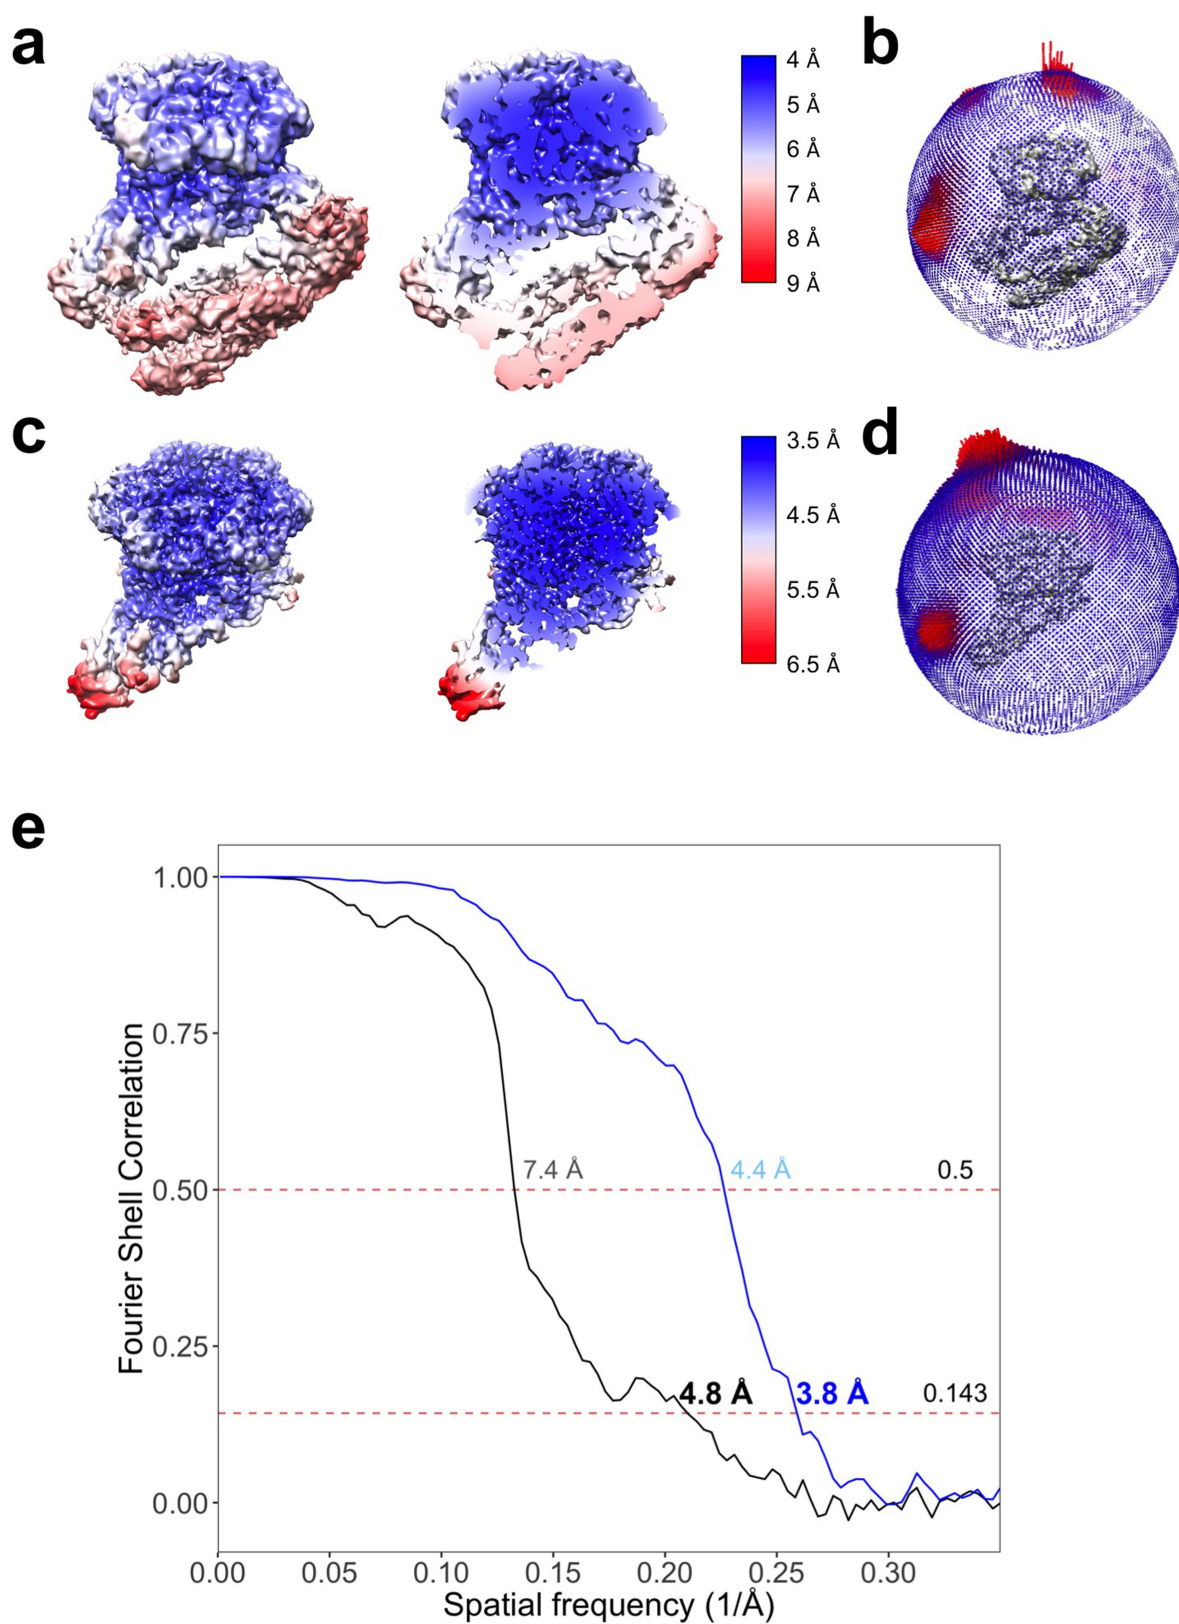 a
4 Å
5 Å
6 Å
7 Å
8 Å
9 Å
b
c
3.5 Å
4.5 Å
5.5 Å
6.5 Å
d
e
Fourier Shell Correlation
1.00
0.75
0.50
0.25
0.00
7.4 Å
4.4 Å
0.5
4.8 Å
3.8 Å
0.143
0.00 0.05 0.10 0.15 0.20 0.25 0.30
Spatial frequency (1/Å)